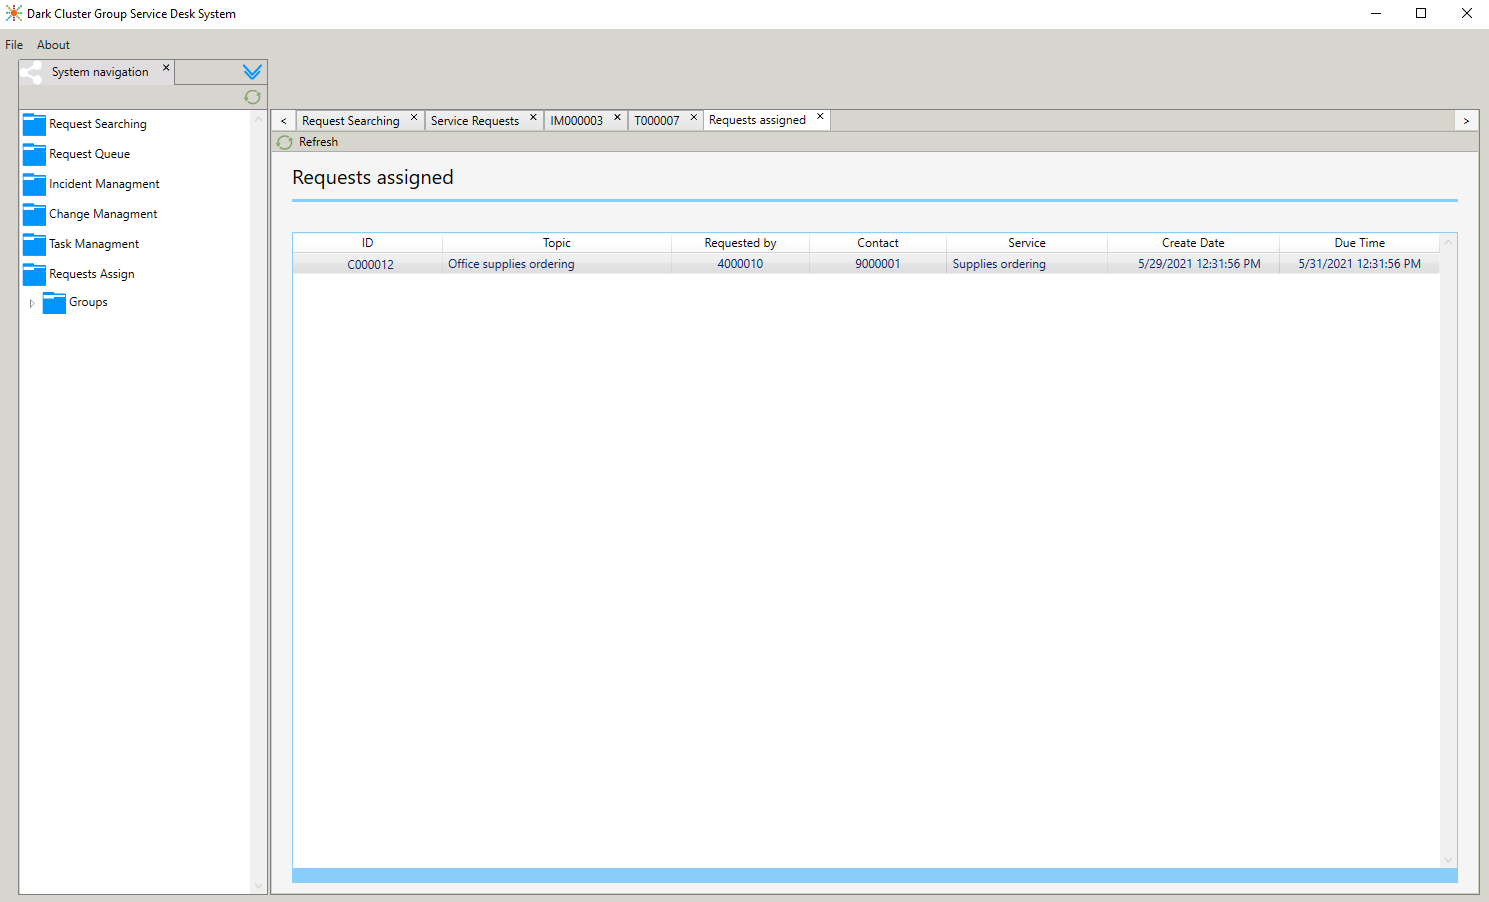 Dark Cluster Group Service Desk System
File About
System navigation
Request Searching
Request Queue
Incident Managment
Change Managment
Task Managment
Requests Assign
Groups
< Request Searching Service Requests IM000003 T000007 Requests assigned >
Refresh
Requests assigned
ID Topic Requested by Contact Service Create Date Due Time
C000012 Office supplies ordering 4000010 9000001 Supplies ordering 5/29/2021 12:31:56 PM 5/31/2021 12:31:56 PM